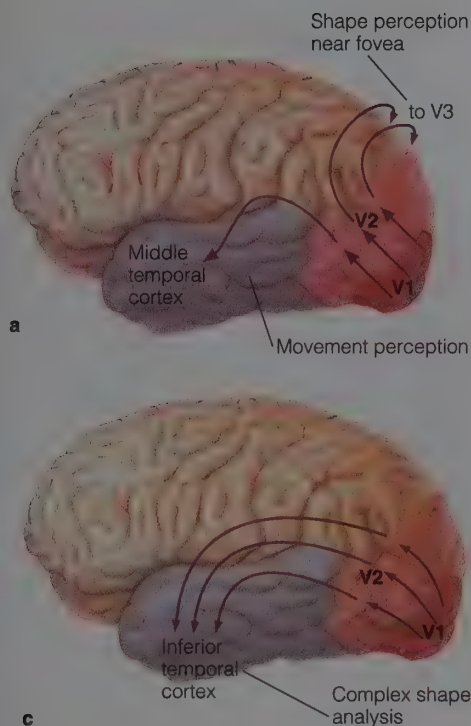 Shape perception
near fovea
to V3
V2
Middle
temporal
cortex
V1
a
Movement perception
V2
V1
Inferior
temporal
cortex
Complex shape
analysis
c